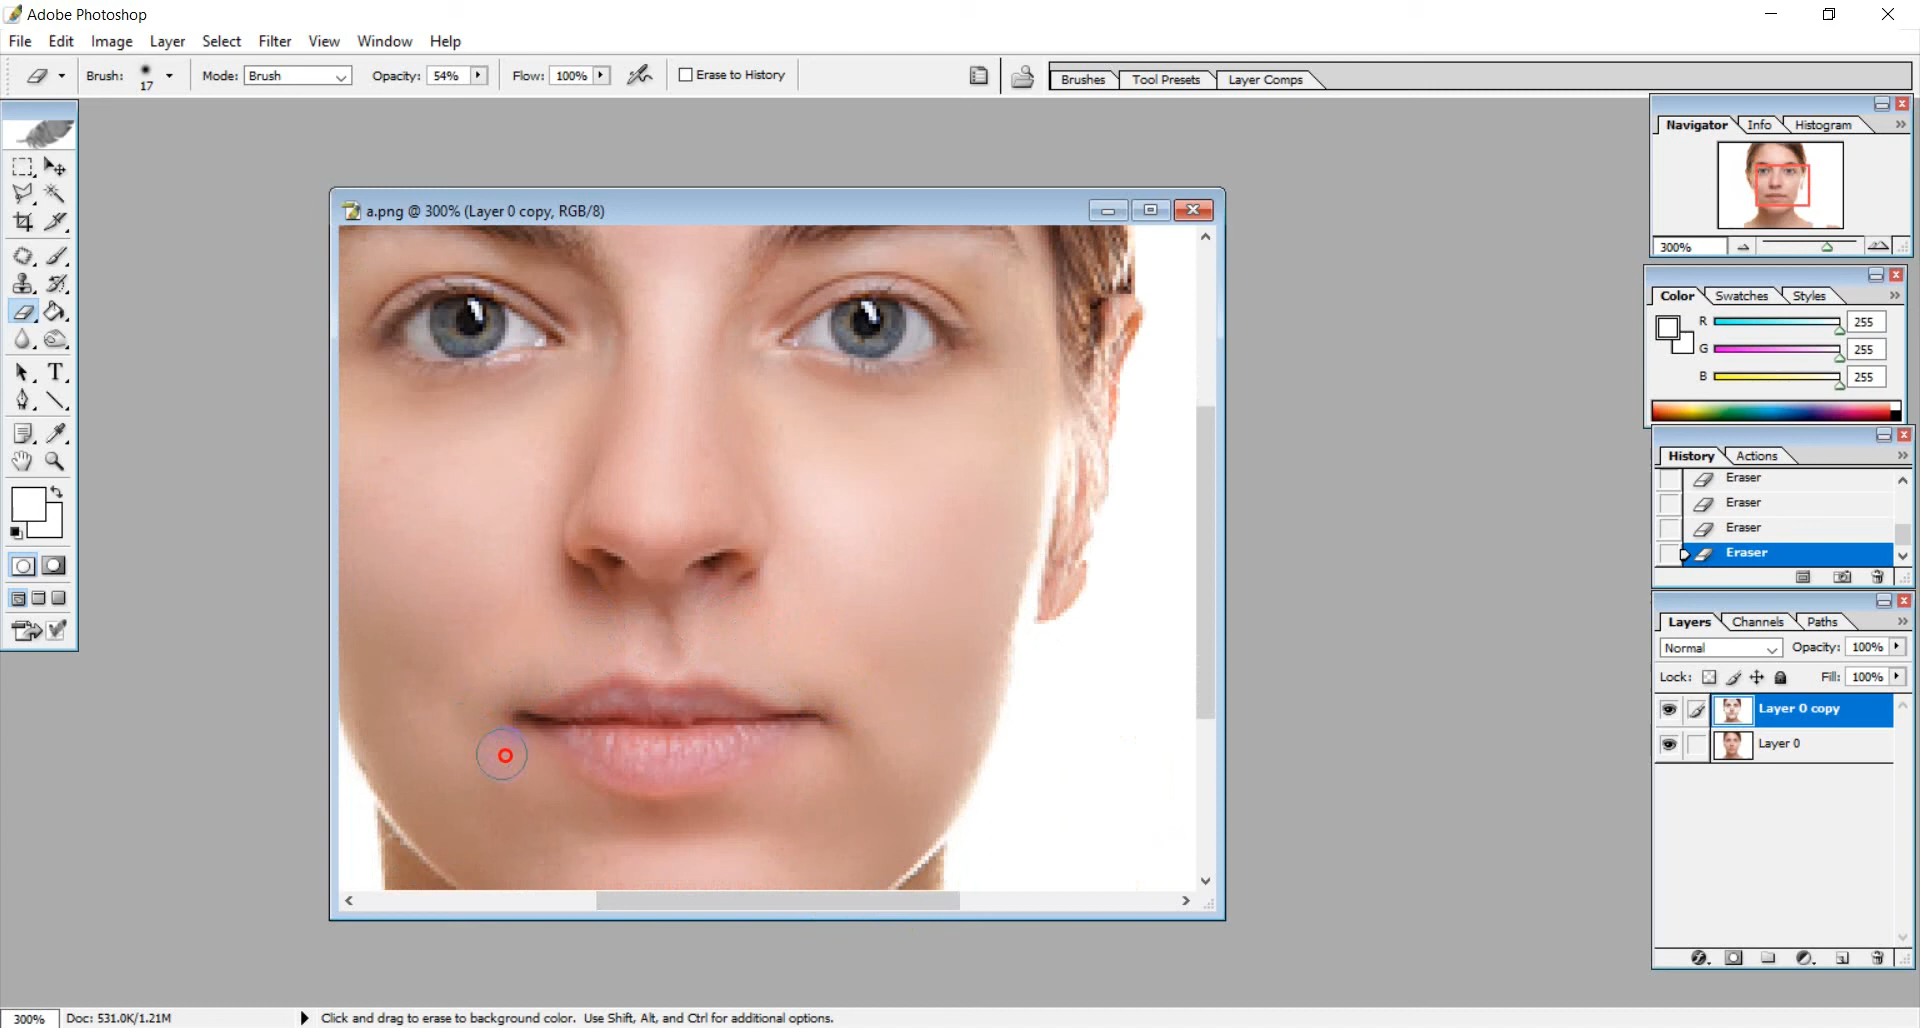 Adobe Photoshop
File Edit Image Layer Select Filter View Window Help
Brush: 17 Mode: Brush Opacity: 54% Flow: 100% Erase to History Brushes Tool Presets Layer Comps
Navigator Info Histogram
300%
a.png @ 300% (Layer 0 copy, RGB/8)
Color Swatches Styles
R 255
G 255
B 255
History Actions
Eraser
Eraser
Eraser
Eraser
Layers Channels Paths
Normal Opacity: 100%
Lock: Fill: 100%
Layer 0 copy
Layer 0
T
300% Doc: 531.0K/1.21M Click and drag to erase to background color. Use Shift, Alt, and Ctrl for additional options.